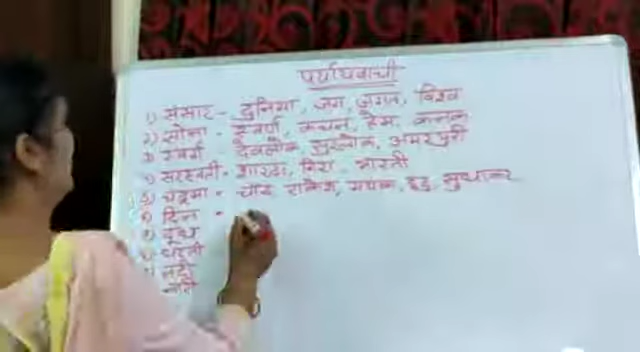 पर्यायवाची
1) संसार - दुनिया, जग, जगत, विश्व
2) सोना - स्वर्ण, कंचन, हेम, कनक
3) स्वर्ग - देवलोक, सुरलोक, अमरपुरी
4) सरस्वती - शारदा, गिरा, भारती
5) चंद्रमा - चाँद, राकेश, मयंक, इंदु, सुधाकर
6) दिन -
7) दूध
8) धरती
9) नदी